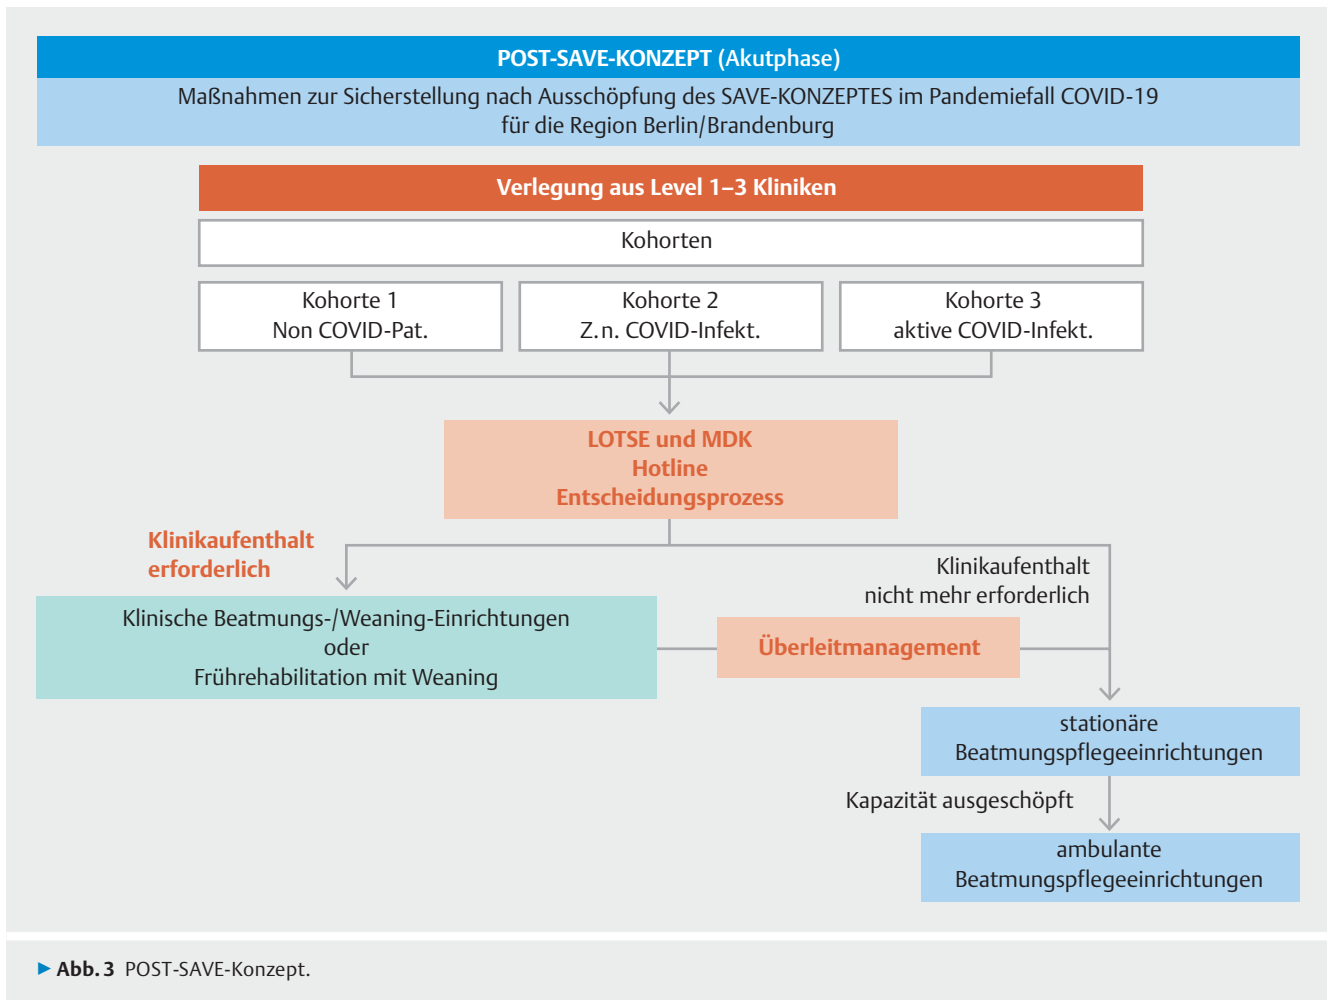 POST-SAVE-KONZEPT (Akutphase)
Maßnahmen zur Sicherstellung nach Ausschöpfung des SAVE-KONZEPTES im Pandemiefall COVID-19
für die Region Berlin/Brandenburg
Verlegung aus Level 1–3 Kliniken
Kohorten
Kohorte 1
Non COVID-Pat.
Kohorte 2
Z. n. COVID-Infekt.
Kohorte 3
aktive COVID-Infekt.
LOTSE und MDK
Hotline
Entscheidungsprozess
Klinikaufenthalt
erforderlich
Klinikaufenthalt
nicht mehr erforderlich
Klinische Beatmungs-/Weaning-Einrichtungen
oder
Frührehabilitation mit Weaning
Überleitmanagement
stationäre
Beatmungspflegeeinrichtungen
Kapazität ausgeschöpft
ambulante
Beatmungspflegeeinrichtungen
▶ Abb. 3 POST-SAVE-Konzept.